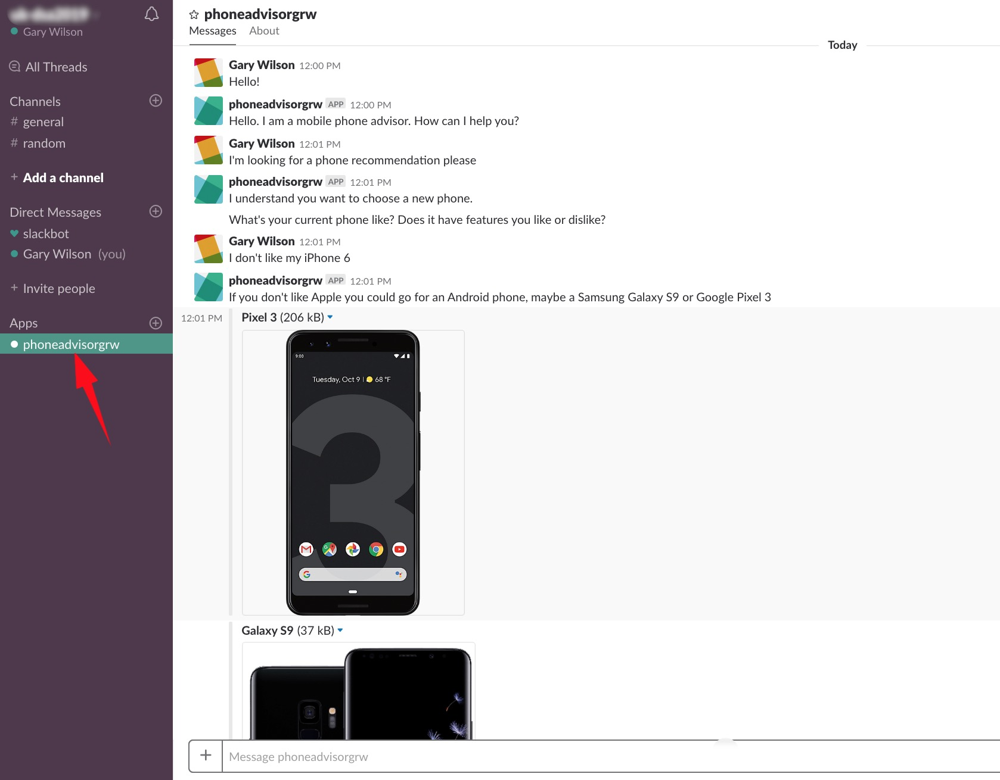 Gary Wilson
All Threads
Channels
# general
# random
+ Add a channel
Direct Messages
slackbot
Gary Wilson (you)
+ Invite people
Apps
phoneadvisorgrw
phoneadvisorgrw
Messages About
Today
Gary Wilson 12:00 PM
Hello!
phoneadvisorgrw APP 12:00 PM
Hello. I am a mobile phone advisor. How can I help you?
Gary Wilson 12:01 PM
I'm looking for a phone recommendation please
phoneadvisorgrw APP 12:01 PM
I understand you want to choose a new phone.
What's your current phone like? Does it have features you like or dislike?
Gary Wilson 12:01 PM
I don't like my iPhone 6
phoneadvisorgrw APP 12:01 PM
If you don't like Apple you could go for an Android phone, maybe a Samsung Galaxy S9 or Google Pixel 3
12:01 PM Pixel 3 (206 kB)
9:00
Tuesday, Oct 9 | 68 °F
3
Galaxy S9 (37 kB)
+ Message phoneadvisorgrw